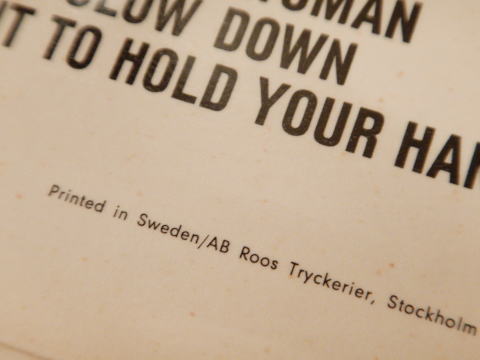 SLOW DOWN
TO HOLD YOUR
Printed in Sweden/AB Roos Tryckerier, Stockholm